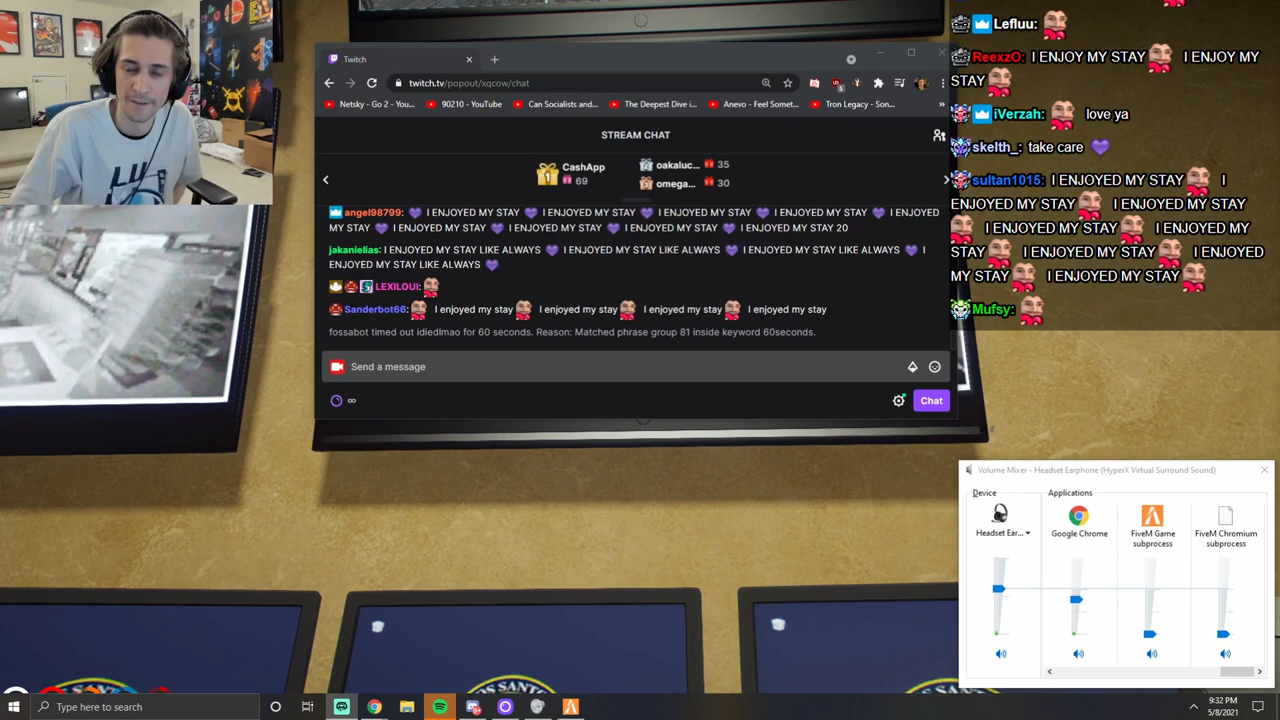 Twitch
twitch.tv/popout/xqcow/chat
Netsky - Go 2 - You...
90210 - YouTube
Can Socialists and...
The Deepest Dive i...
Anevo - Feel Somet...
Tron Legacy - Son...
»
STREAM CHAT
1 CashApp
69
2 oakaluc... 35
3 omega... 30
angel98799: I ENJOYED MY STAY I ENJOYED MY STAY I ENJOYED MY STAY I ENJOYED MY STAY I ENJOYED
MY STAY I ENJOYED MY STAY I ENJOYED MY STAY I ENJOYED MY STAY 20
jakanielias: I ENJOYED MY STAY LIKE ALWAYS I ENJOYED MY STAY LIKE ALWAYS I ENJOYED MY STAY LIKE ALWAYS I
ENJOYED MY STAY LIKE ALWAYS
LEXILOUI:
Sanderbot66: I enjoyed my stay I enjoyed my stay I enjoyed my stay I enjoyed my stay
fossabot timed out idiedlmao for 60 seconds. Reason: Matched phrase group 81 inside keyword 60seconds.
Send a message
∞
Chat
Lefluu:
ReexzO: I ENJOY MY STAY I ENJOY MY
STAY
iVerzah: love ya
skelth_: take care
sultan1015: I ENJOYED MY STAY I
ENJOYED MY STAY I ENJOYED MY STAY
I ENJOYED MY STAY I ENJOYED MY
STAY I ENJOYED MY STAY I ENJOYED
MY STAY I ENJOYED MY STAY
Mufsy:
Volume Mixer - Headset Earphone (HyperX Virtual Surround Sound)
Device
Applications
Headset Ear...
Google Chrome
FiveM Game
subprocess
FiveM Chromium
subprocess
Type here to search
9:32 PM
5/8/2021